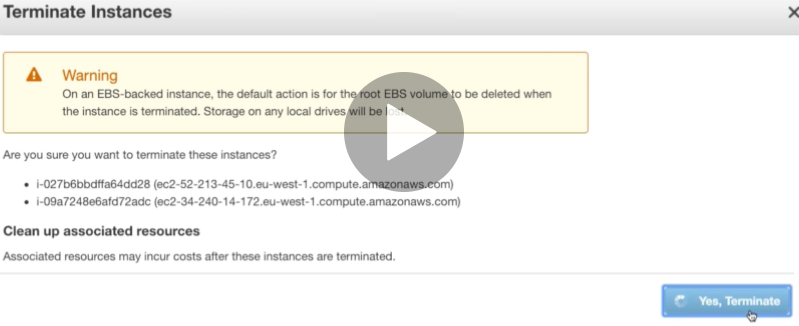 Terminate Instances
Warning
On an EBS-backed instance, the default action is for the root EBS volume to be deleted when
the instance is terminated. Storage on any local drives will be lost.
Are you sure you want to terminate these instances?
• i-027b6bbdffa64dd28 (ec2-52-213-45-10.eu-west-1.compute.amazonaws.com)
• i-09a7248e6afd72adc (ec2-34-240-14-172.eu-west-1.compute.amazonaws.com)
Clean up associated resources
Associated resources may incur costs after these instances are terminated.
Yes, Terminate